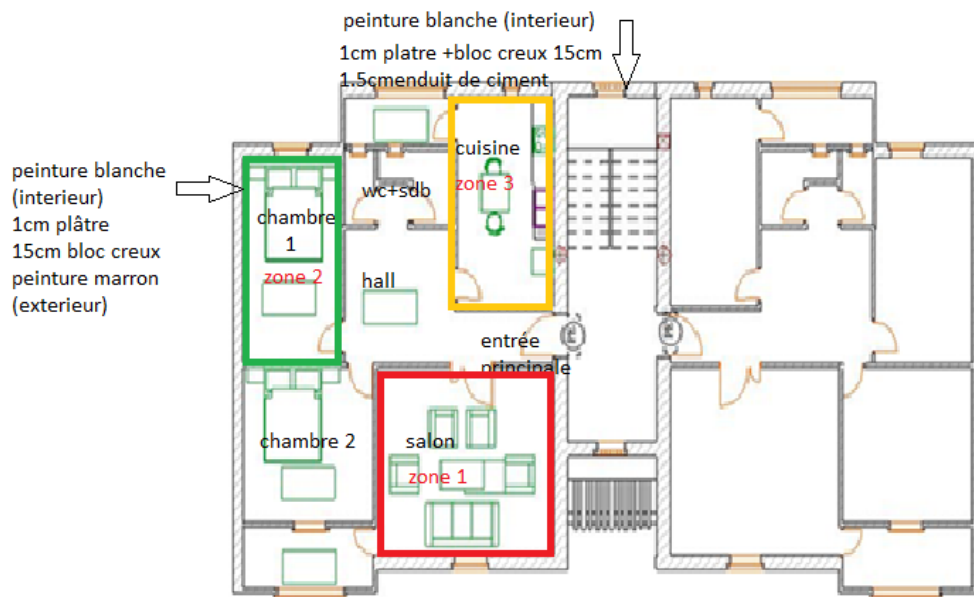 peinture blanche (interieur)
1cm platre +bloc creux 15cm
1.5cmenduit de ciment
peinture blanche
(interieur)
1cm plâtre
15cm bloc creux
peinture marron
(exterieur)
cuisine
zone 3
wc+sdb
chambre
1
zone 2
hall
entrée
principale
chambre 2
salon
zone 1